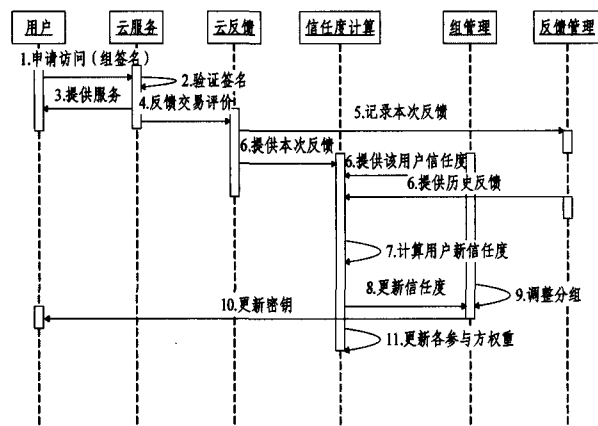 用户 云服务 云反馈 信任度计算 组管理 反馈管理
1.申请访问（组签名）
2.验证签名
3.提供服务
4.反馈交易评价
5.记录本次反馈
6.提供本次反馈
6.提供该用户信任度
6.提供历史反馈
7.计算用户新信任度
8.更新信任度
9.调整分组
10.更新密钥
11.更新各参与方权重